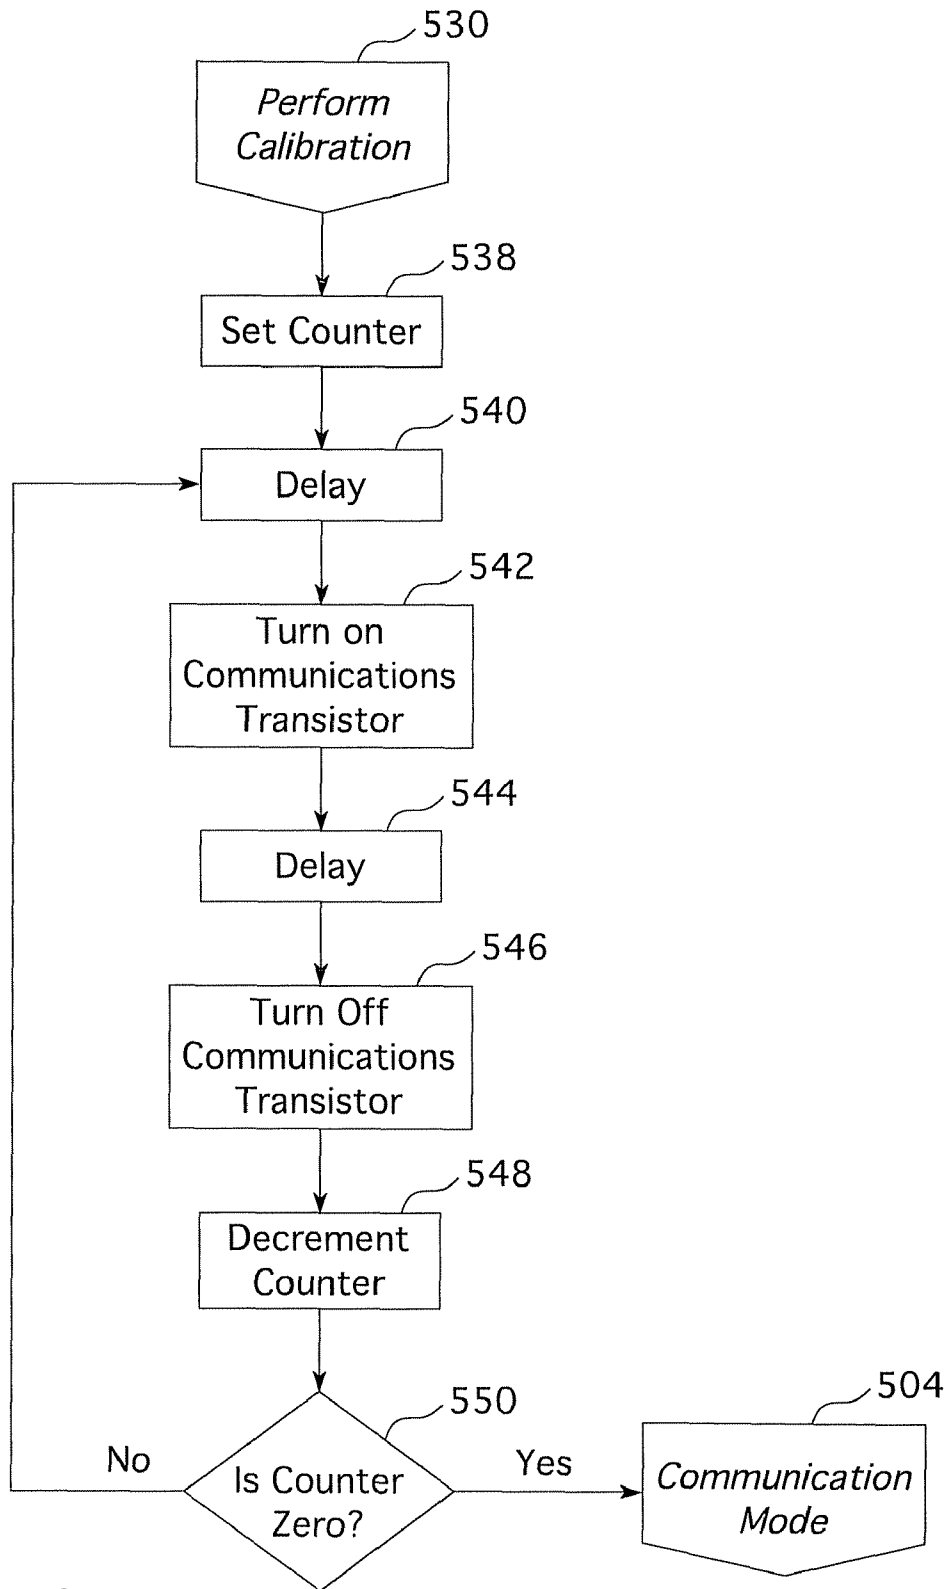 530
Perform
Calibration
538
Set Counter
540
Delay
542
Turn on
Communications
Transistor
544
Delay
546
Turn Off
Communications
Transistor
548
Decrement
Counter
550
504
No
Is Counter
Zero?
Yes
Communication
Mode